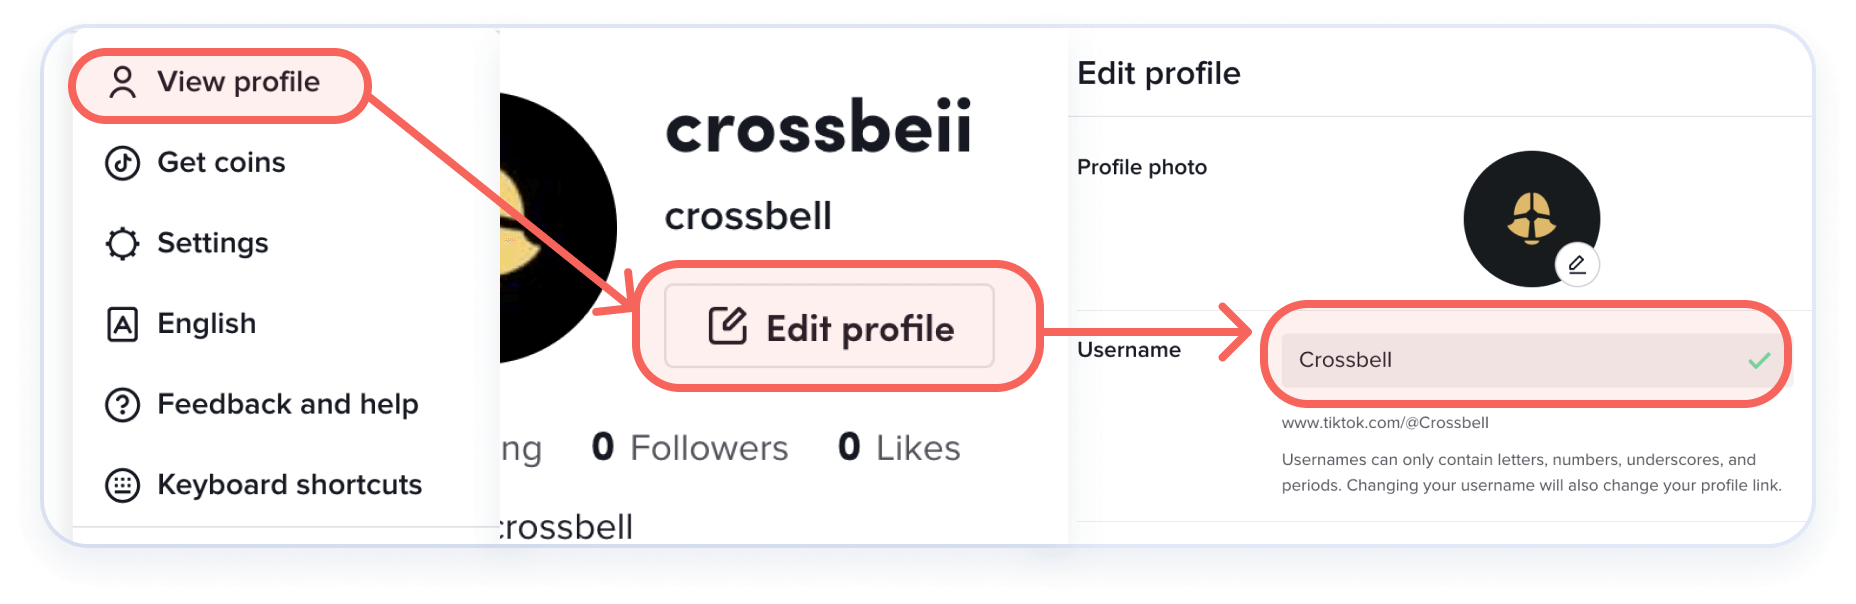 View profile
Get coins
Settings
English
Feedback and help
Keyboard shortcuts
crossbeii
crossbell
Edit profile
ng 0 Followers 0 Likes
crossbell
Edit profile
Profile photo
Username
Crossbell
www.tiktok.com/@Crossbell
Usernames can only contain letters, numbers, underscores, and
periods. Changing your username will also change your profile link.